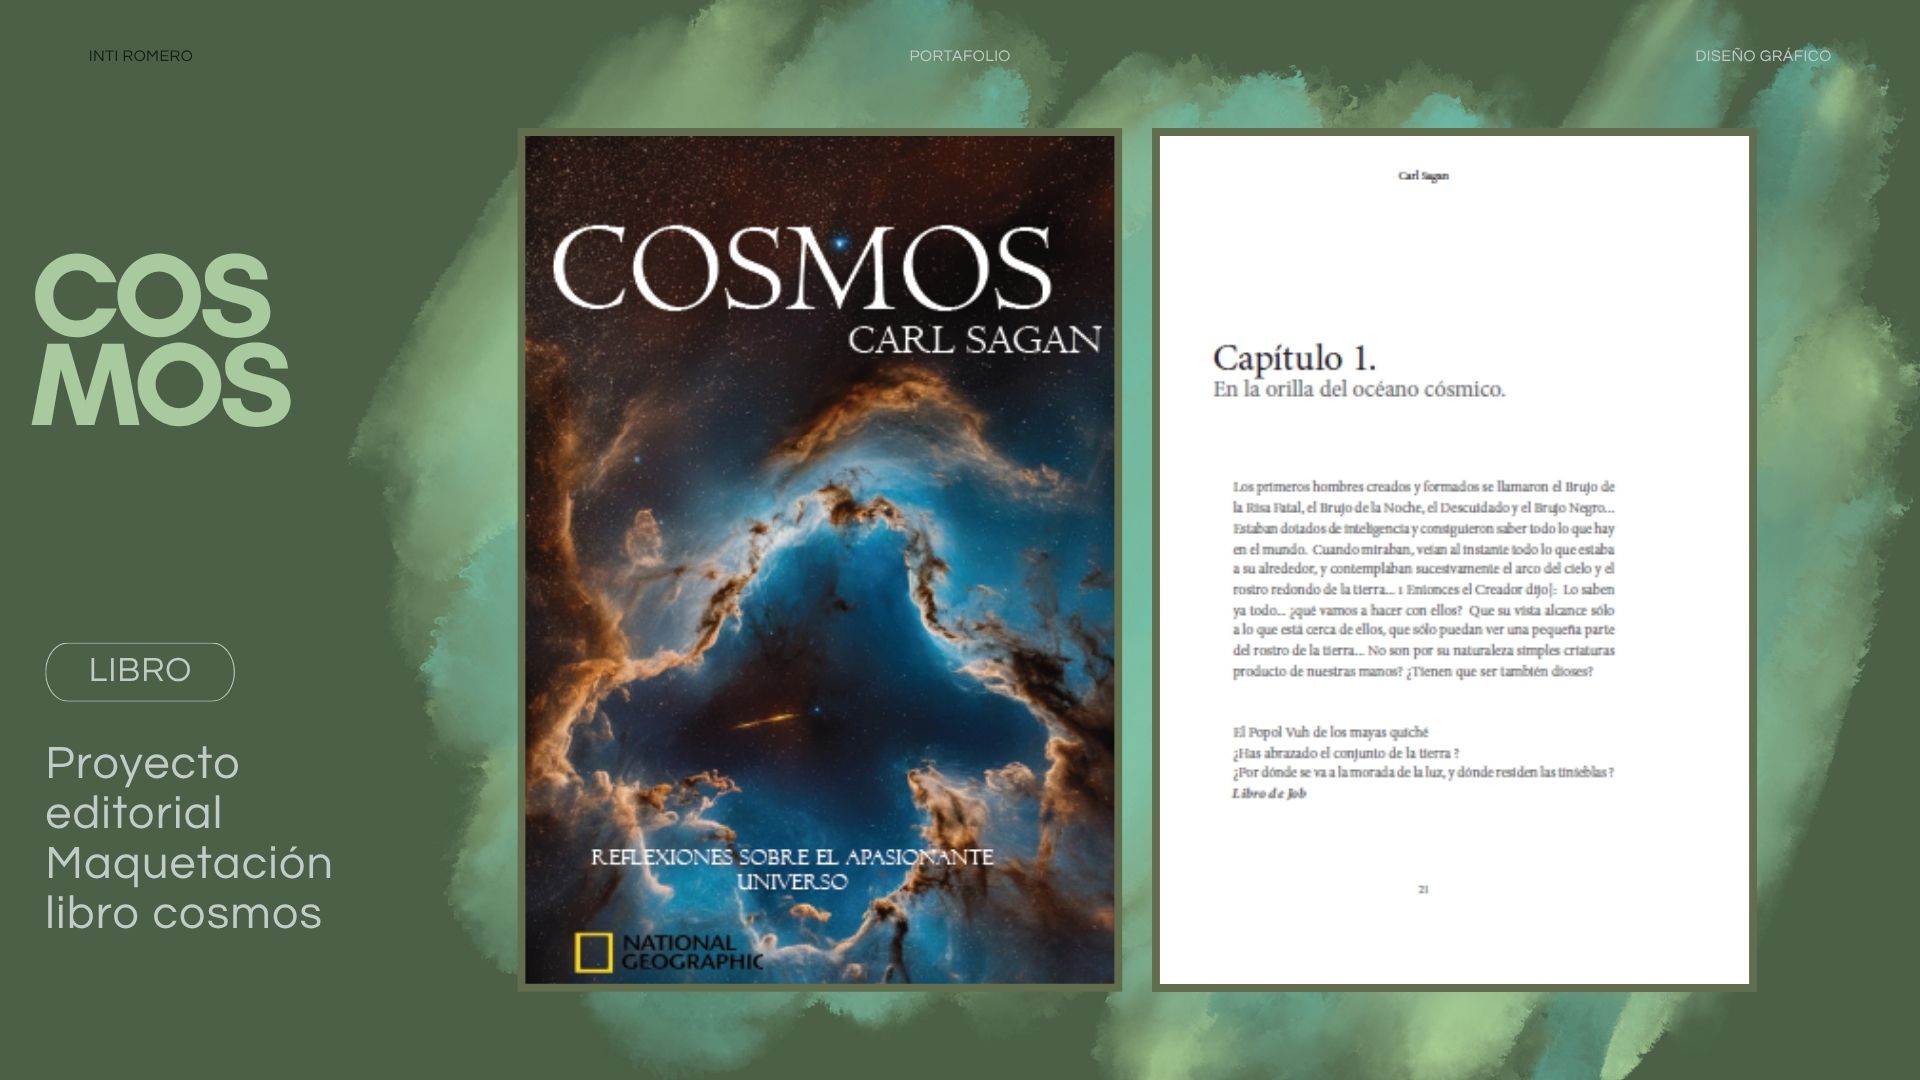 INTI ROMERO
PORTAFOLIO
DISEÑO GRÁFICO
COS
MOS
LIBRO
Proyecto
editorial
Maquetación
libro cosmos
COSMOS
CARL SAGAN
REFLEXIONES SOBRE EL APASIONANTE
UNIVERSO
NATIONAL
GEOGRAPHIC
Carl Sagan
Capítulo 1.
En la orilla del océano cósmico.
Los primeros hombres creados y formados se llamaron el Brujo de
la Risa Fatal, el Brujo de la Noche, el Descuidado y el Brujo Negro...
Estaban dotados de inteligencia y consiguieron saber todo lo que hay
en el mundo. Cuando miraban, veían al instante todo lo que estaba
a su alrededor, y contemplaban sucesivamente el arco del cielo y el
rostro redondo de la tierra... 1 Entonces el Creador dijo|: Lo saben
ya todo... ¿qué vamos a hacer con ellos? Que su vista alcance sólo
a lo que está cerca de ellos, que sólo puedan ver una pequeña parte
del rostro de la tierra... No son por su naturaleza simples criaturas
producto de nuestras manos? ¿Tienen que ser también dioses?
El Popol Vuh de los mayas quiché
¿Has abrazado el conjunto de la tierra ?
¿Por dónde se va a la morada de la luz, y dónde residen las tinieblas ?
Libro de Job
21